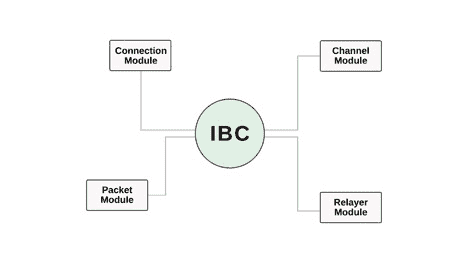 Connection
Module
Channel
Module
IBC
Packet
Module
Relayer
Module